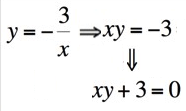 y = -3/x ⇒ xy = -3
⇓
xy + 3 = 0